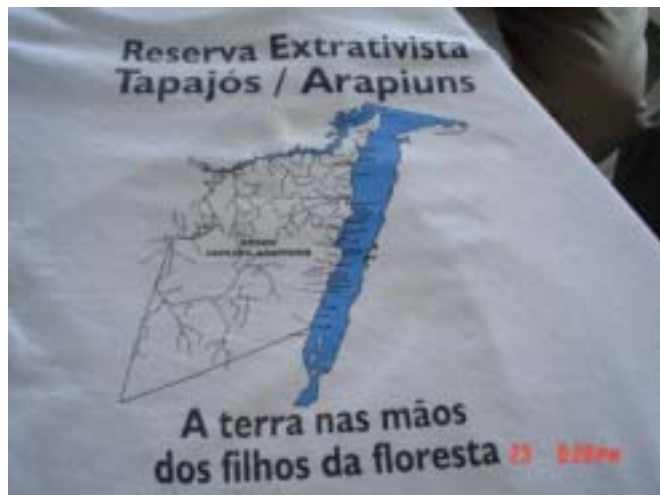 Reserva Extrativista
Tapajós / Arapiuns
A terra nas mãos
dos filhos da floresta